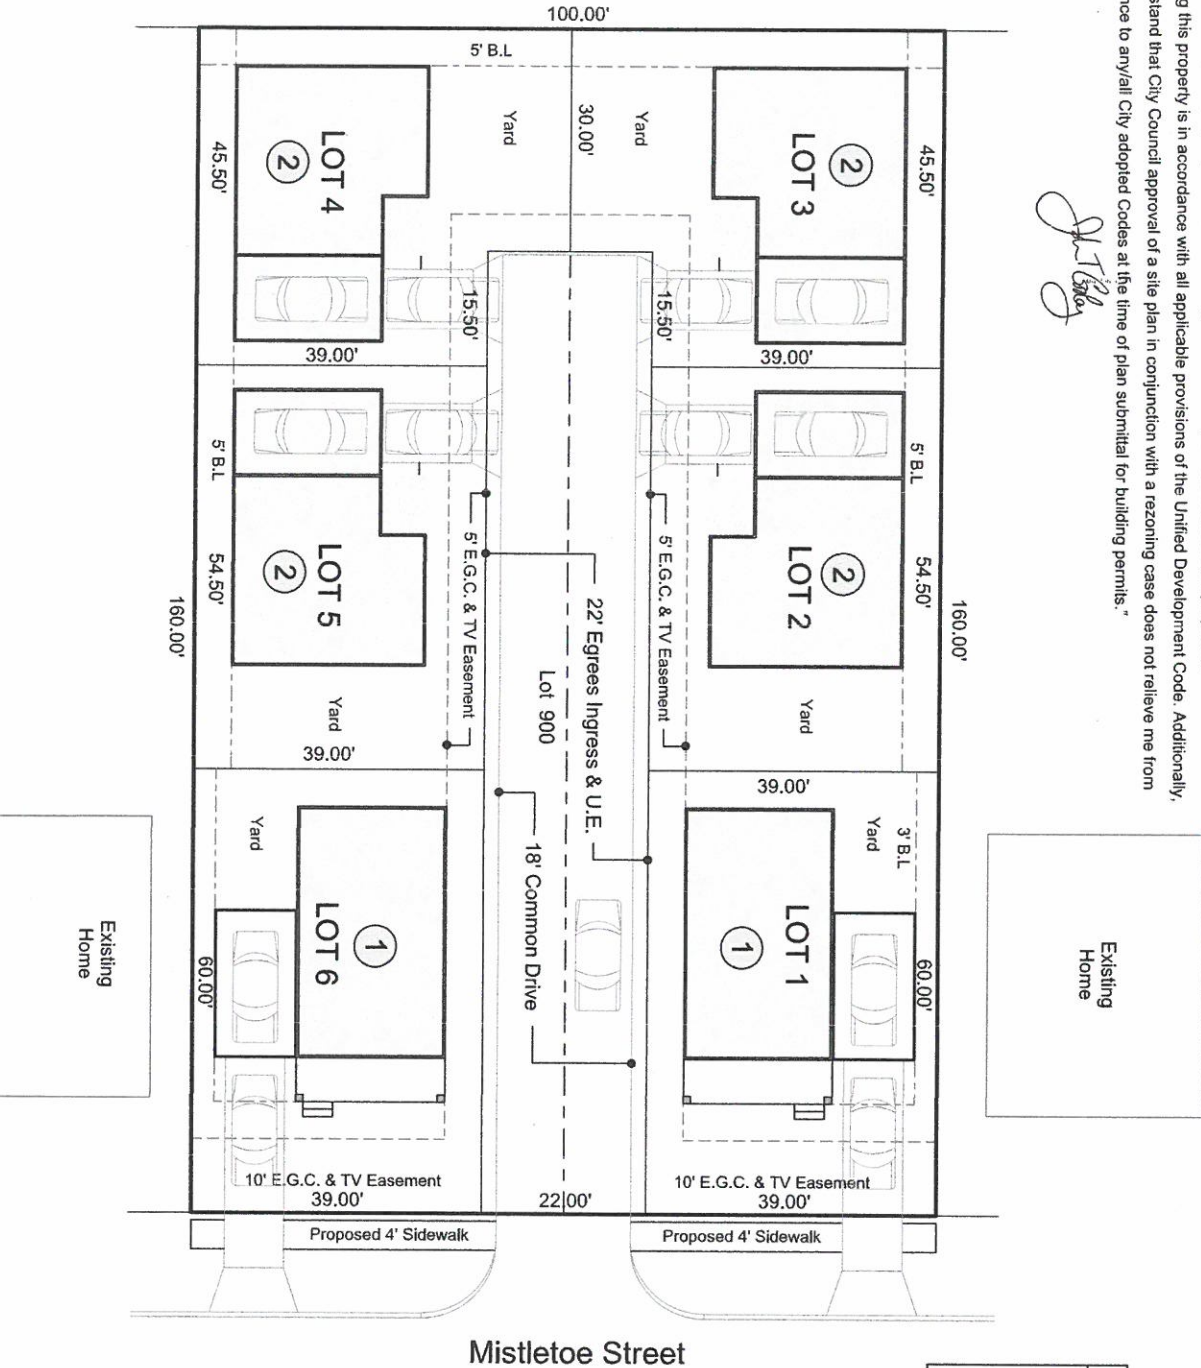 g this property is in accordance with all applicable provisions of the Unified Development Code. Additionally,
stand that City Council approval of a site plan in conjunction with a rezoning case does not relieve me from
nce to any/all City adopted Codes at the time of plan submittal for building permits."
100.00'
5' B.L
Yard
30.00'
Yard
45.50'
LOT 4
2
2
LOT 3
45.50'
15.50'
15.50'
39.00'
39.00'
5' B.L
5' B.L
54.50'
LOT 5
2
2
LOT 2
54.50'
5' E.G.C. & TV Easement
5' E.G.C. & TV Easement
22' Egrees Ingress & U.E.
Lot 900
160.00'
160.00'
Yard
39.00'
Yard
39.00'
Yard
Yard
3' B.L
18' Common Drive
LOT 6
1
1
LOT 1
60.00'
60.00'
Existing
Home
Existing
Home
10' E.G.C. & TV Easement
39.00'
22.00'
10' E.G.C. & TV Easement
39.00'
Proposed 4' Sidewalk
Proposed 4' Sidewalk
Mistletoe Street